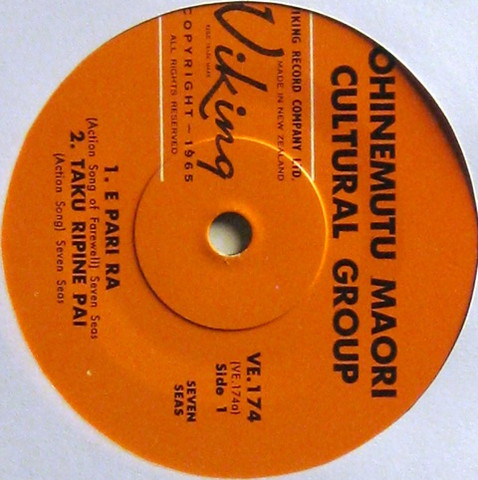 OHINEMUTU MAORI
CULTURAL GROUP
VIKING RECORD COMPANY LTD.
MADE IN NEW ZEALAND
Viking
COPYRIGHT - 1965
ALL RIGHTS RESERVED
VE.174
(VE.174a)
Side 1
SEVEN
SEAS
1. E PARI RA
(Action Song of Farewell) Seven Seas
2. TAKU RIPINE PAI
(Action Song) Seven Seas